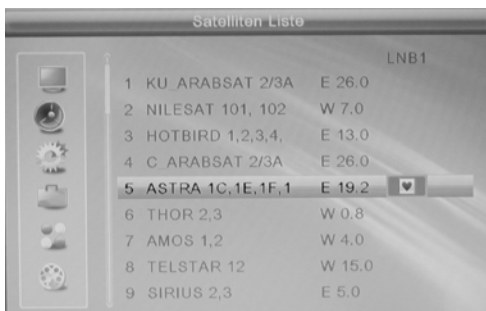 Satelliten Liste
LNB1
1 KU_ARABSAT 2/3A E 26.0
2 NILESAT 101, 102 W 7.0
3 HOTBIRD 1,2,3,4, E 13.0
4 C_ARABSAT 2/3A E 26.0
5 ASTRA 1C,1E,1F,1 E 19.2
6 THOR 2,3 W 0.8
7 AMOS 1,2 W 4.0
8 TELSTAR 12 W 15.0
9 SIRIUS 2,3 E 5.0